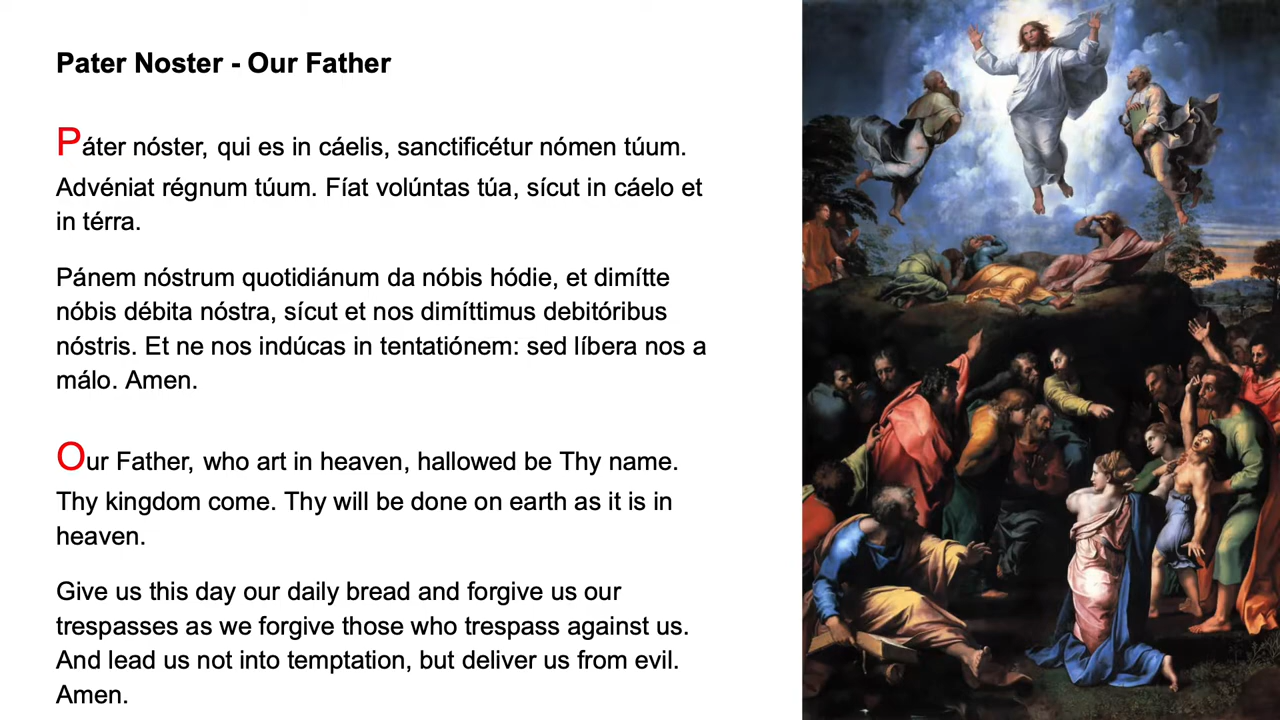 Pater Noster - Our Father
Páter nóster, qui es in cáelis, sanctificétur nómen túum.
Advéniat régnum túum. Fíat volúntas túa, sícut in cáelo et
in térra.
Pánem nóstrum quotidiánum da nóbis hódie, et dimítte
nóbis débita nóstra, sícut et nos dimíttimus debitóribus
nóstris. Et ne nos indúcas in tentatiónem: sed líbera nos a
málo. Amen.
Our Father, who art in heaven, hallowed be Thy name.
Thy kingdom come. Thy will be done on earth as it is in
heaven.
Give us this day our daily bread and forgive us our
trespasses as we forgive those who trespass against us.
And lead us not into temptation, but deliver us from evil.
Amen.